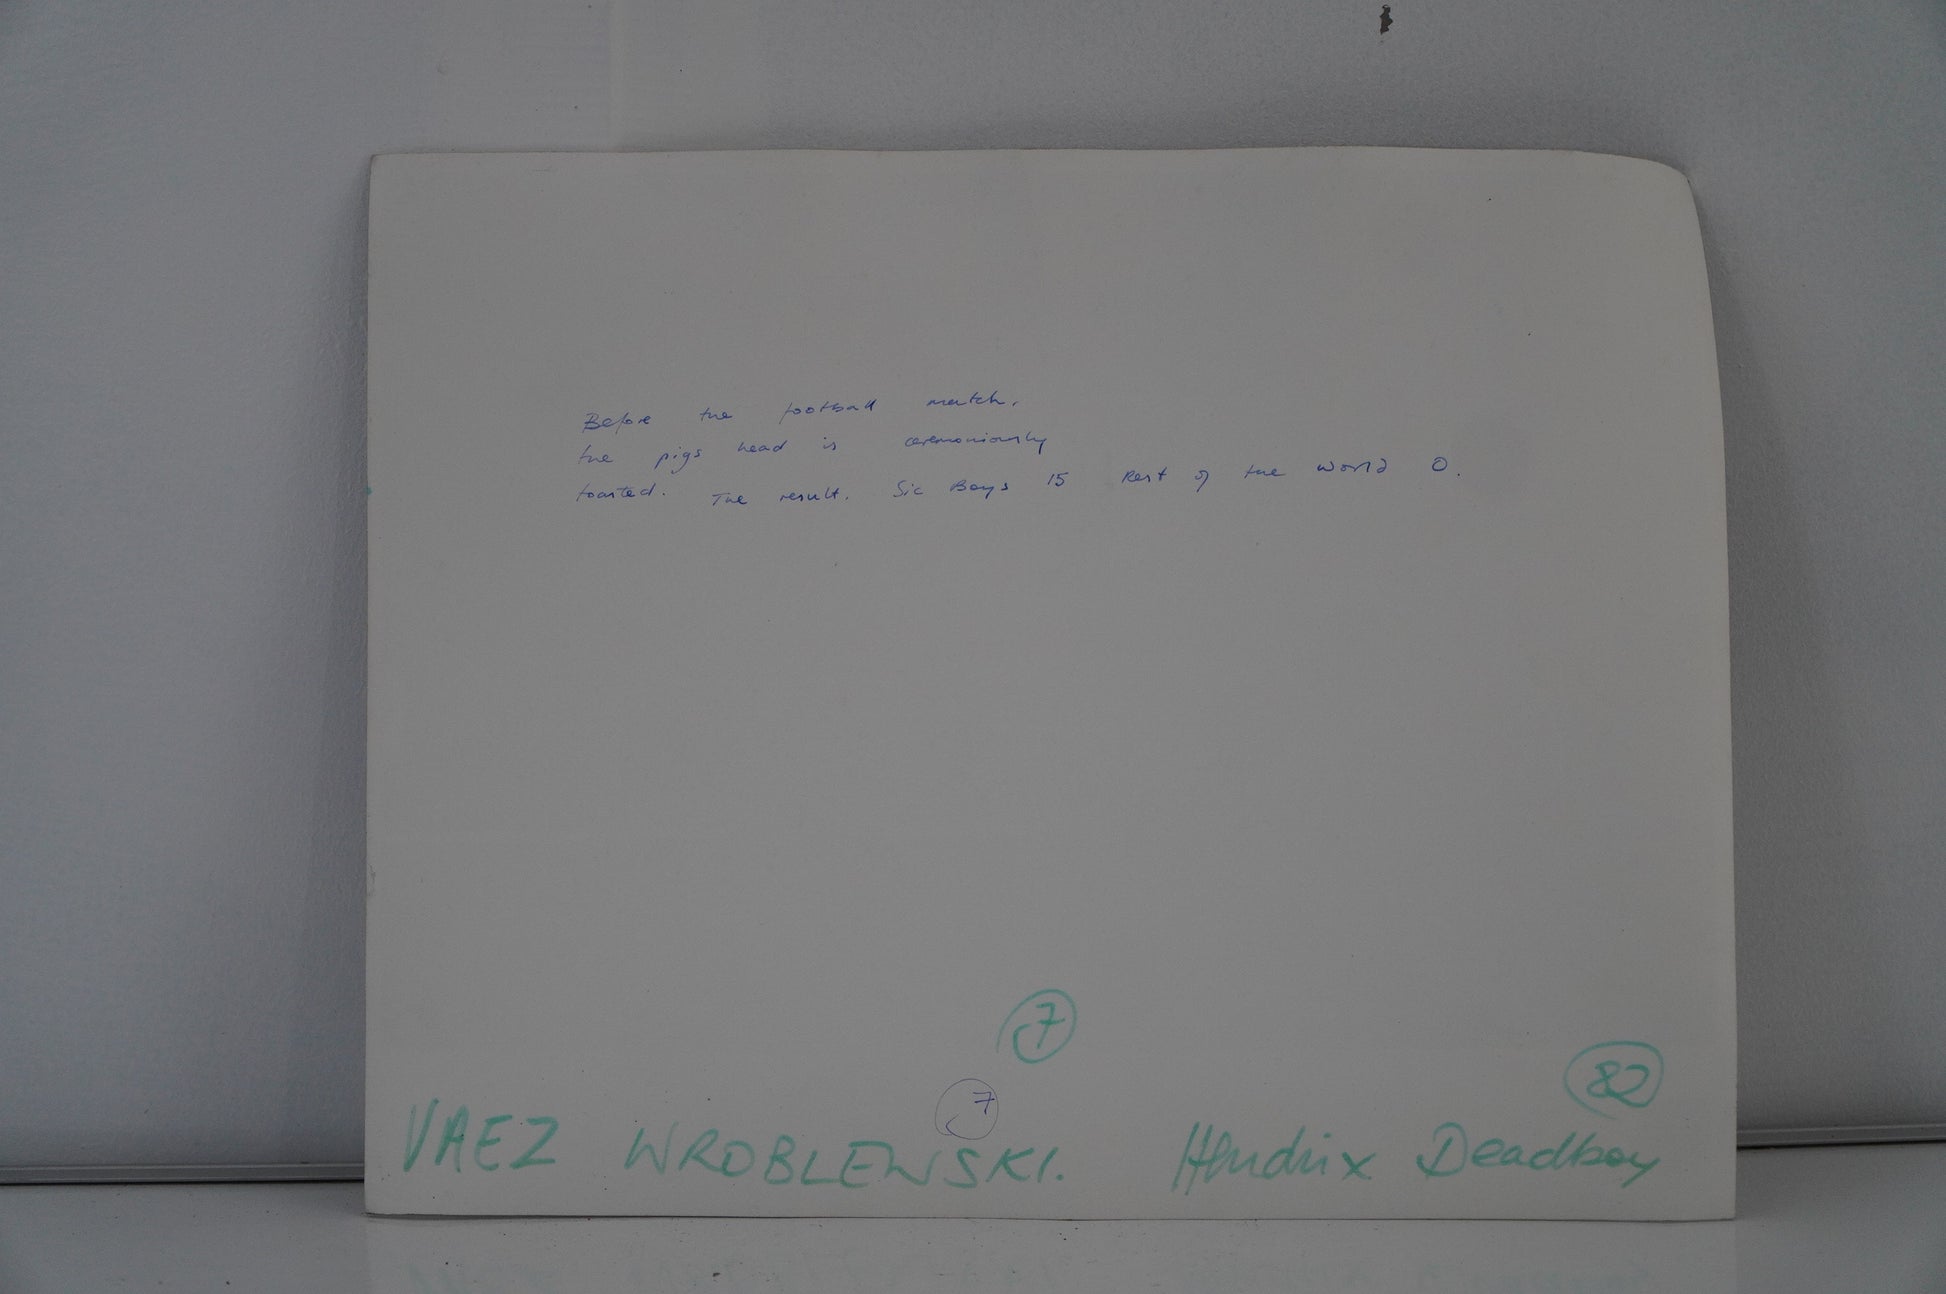 Before the football match.
the pigs head is ceremoniously
toasted. The result. Sic Boys 15 Rest of the World 0.
7
82
7
VAEZ WROBLEWSKI. Hendrix Deadboy